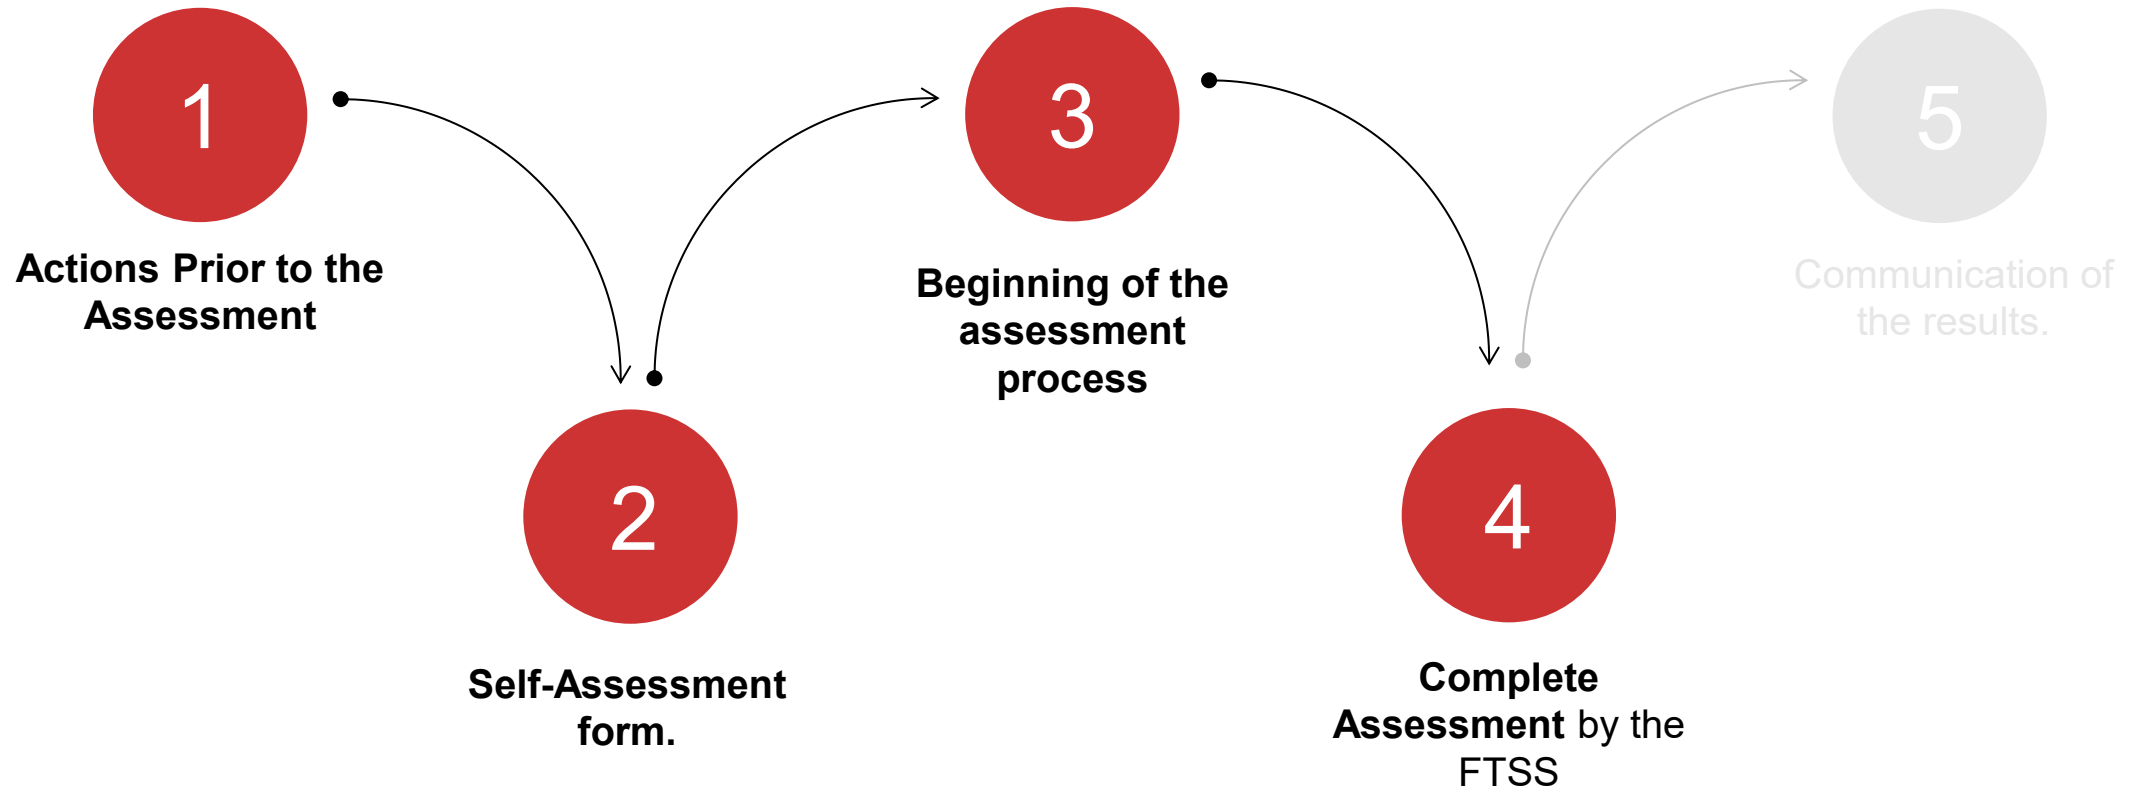 1
Actions Prior to the
Assessment
2
Self-Assessment
form.
3
Beginning of the
assessment
process
4
Complete
Assessment by the
FTSS
5
Communication of
the results.